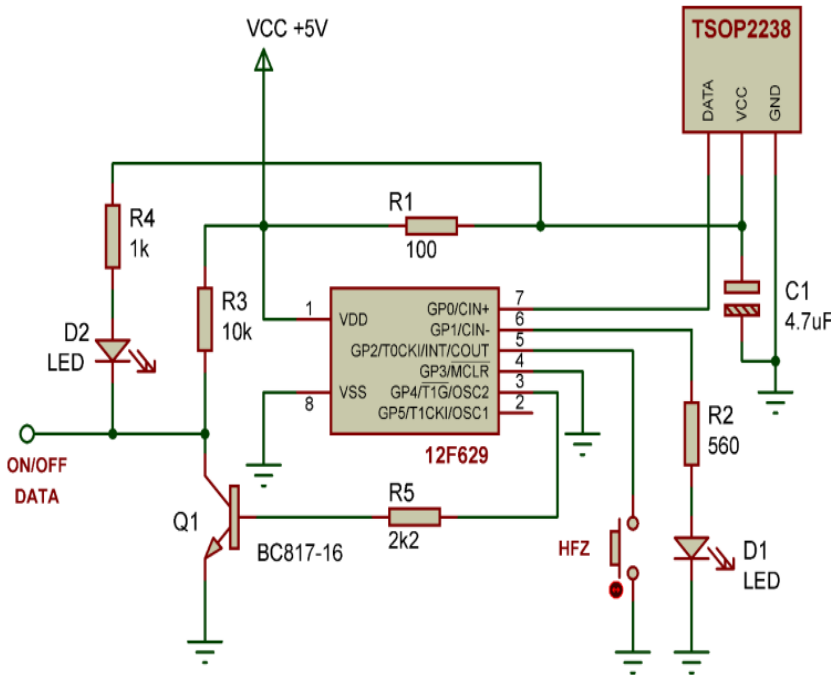 TSOP2238
VCC +5V
DATA
VCC
GND
R4
1k
R1
100
R3
10k
C1
4.7uF
D2
LED
1
VDD
GP0/CIN+
7
GP1/CIN-
6
GP2/T0CKI/INT/COUT
5
GP3/MCLR
4
VSS
8
GP4/T1G/OSC2
3
GP5/T1CKI/OSC1
2
12F629
R2
560
ON/OFF
DATA
Q1
BC817-16
R5
2k2
HFZ
D1
LED